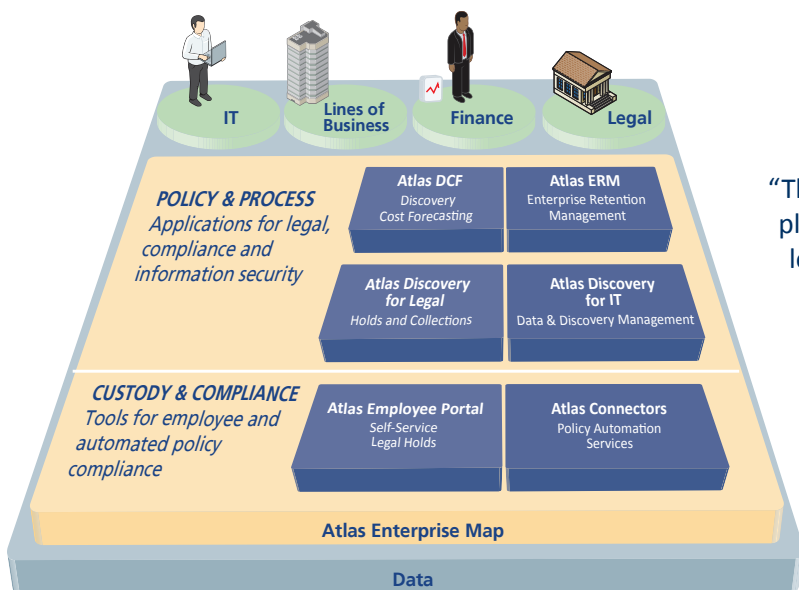 IT
Lines of
Business
Finance
Legal
POLICY & PROCESS
Applications for legal,
compliance and
information security
Atlas DCF
Discovery
Cost Forecasting
Atlas ERM
Enterprise Retention
Management
Atlas Discovery
for Legal
Holds and Collections
Atlas Discovery
for IT
Data & Discovery Management
CUSTODY & COMPLIANCE
Tools for employee and
automated policy
compliance
Atlas Employee Portal
Self-Service
Legal Holds
Atlas Connectors
Policy Automation
Services
Atlas Enterprise Map
Data